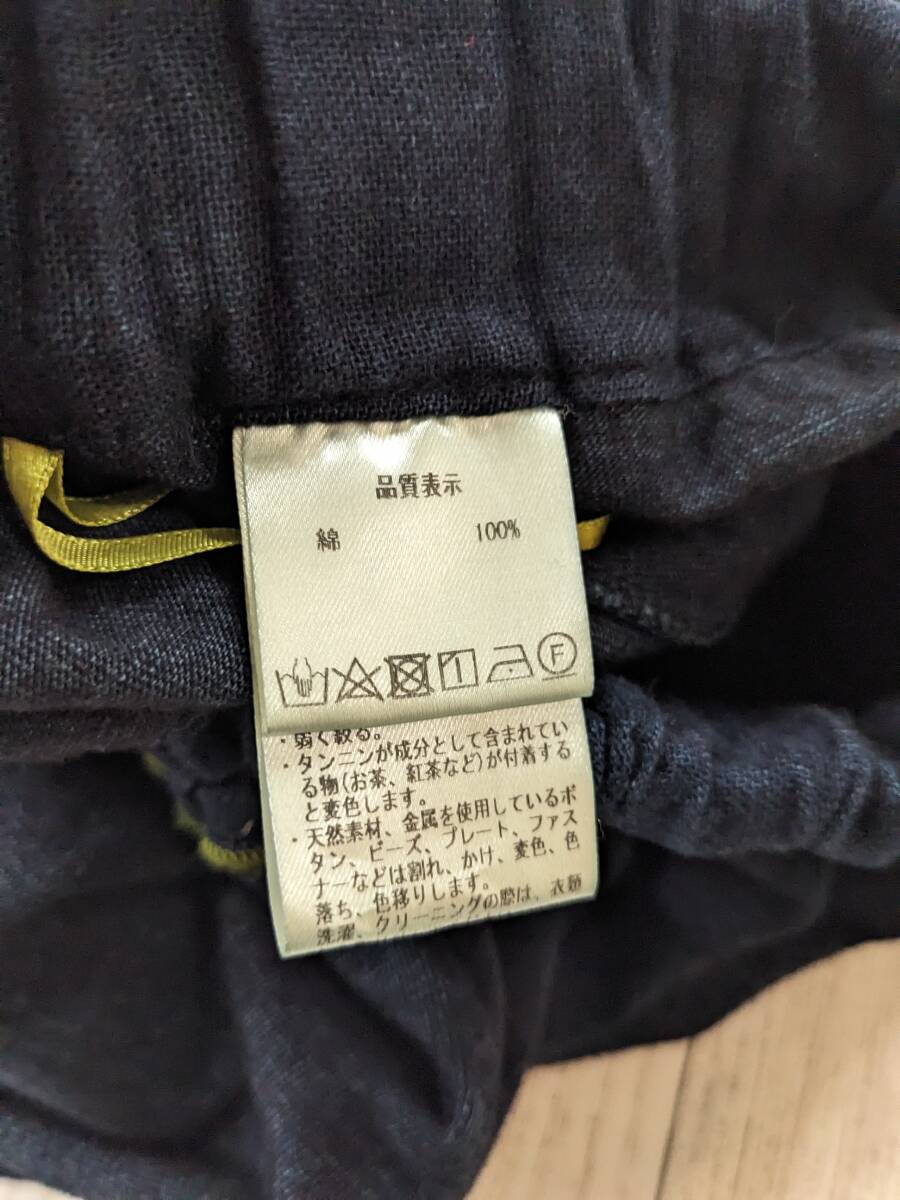 品質表示
綿 100%
F
・弱く絞る。
・タンニンが成分として含まれてい
る物(お茶、紅茶など)が付着する
と変色します。
・天然素材、金属を使用しているボ
タン、ビーズ、プレート、ファス
ナーなどは割れ、かけ、変色、色
落ち、色移りします。
洗濯、クリーニングの際は、衣類